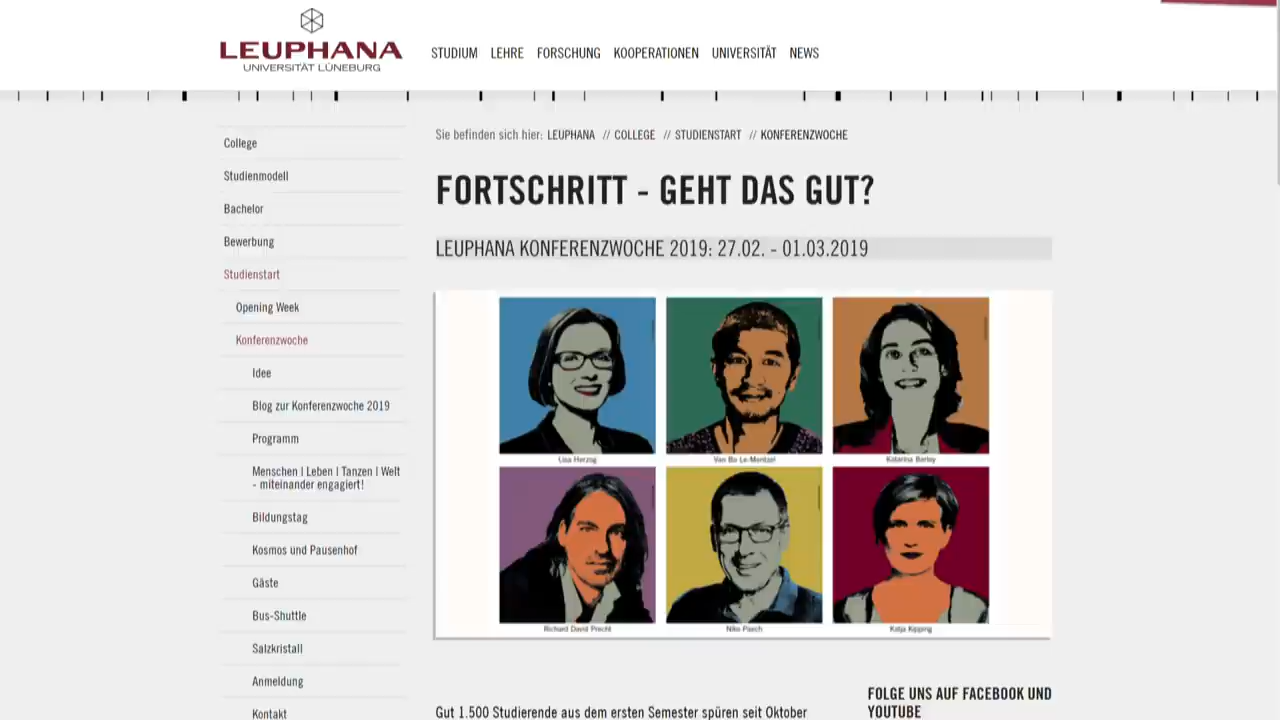 LEUPHANA
UNIVERSITÄT LÜNEBURG
STUDIUM LEHRE FORSCHUNG KOOPERATIONEN UNIVERSITÄT NEWS
Sie befinden sich hier: LEUPHANA // COLLEGE // STUDIENSTART // KONFERENZWOCHE
College
Studienmodell
Bachelor
Bewerbung
Studienstart
Opening Week
Konferenzwoche
Idee
Blog zur Konferenzwoche 2019
Programm
Menschen | Leben | Tanzen | Welt
- miteinander engagiert!
Bildungstag
Kosmos und Pausenhof
Gäste
Bus-Shuttle
Salzkristall
Anmeldung
Kontakt
FORTSCHRITT - GEHT DAS GUT?
LEUPHANA KONFERENZWOCHE 2019: 27.02. - 01.03.2019
Lisa Herzog Van Bo Le-Mentzel Katarina Barley
Richard David Precht Niko Paech Katja Kipping
Gut 1.500 Studierende aus dem ersten Semester spüren seit Oktober
FOLGE UNS AUF FACEBOOK UND
YOUTUBE